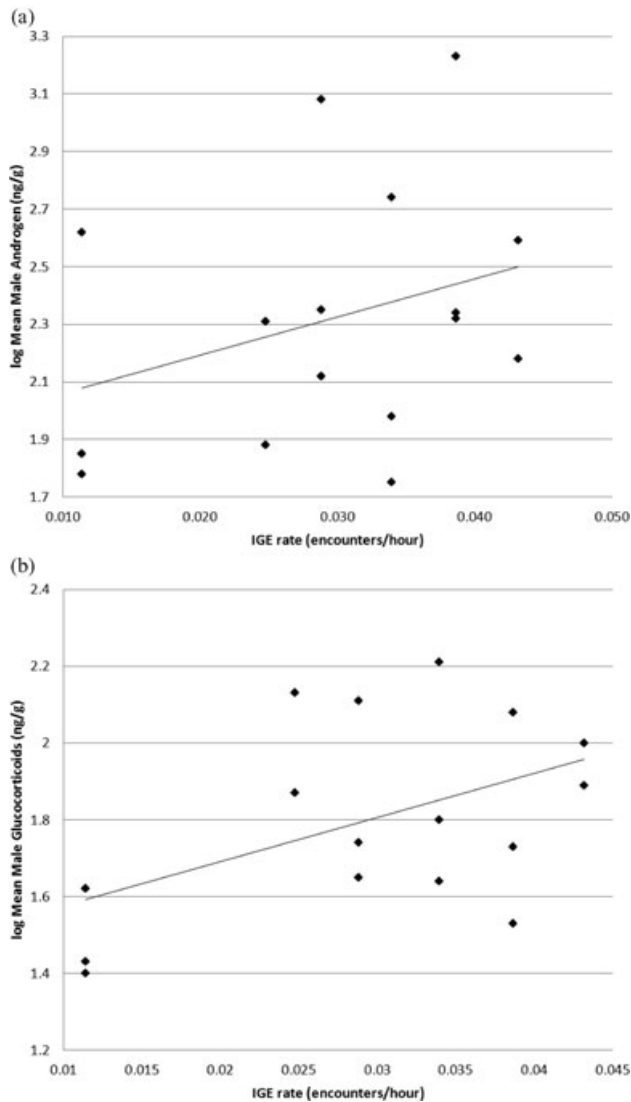 (a)
3.3
3.1
2.9
2.7
2.5
2.3
2.1
1.9
1.7
log Mean Male Androgen (ng/g)
0.010 0.020 0.030 0.040 0.050
IGE rate (encounters/hour)
(b)
2.4
2.2
2
1.8
1.6
1.4
1.2
log Mean Male Glucocorticoids (ng/g)
0.01 0.015 0.02 0.025 0.03 0.035 0.04 0.045
IGE rate (encounters/hour)